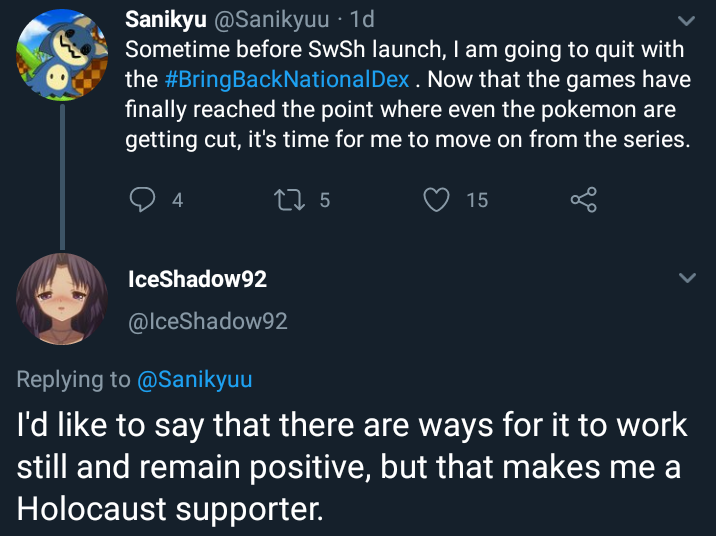 Sanikyu @Sanikyuu · 1d
Sometime before SwSh launch, I am going to quit with
the #BringBackNationalDex . Now that the games have
finally reached the point where even the pokemon are
getting cut, it's time for me to move on from the series.
4 5 15
IceShadow92
@IceShadow92
Replying to @Sanikyuu
I'd like to say that there are ways for it to work
still and remain positive, but that makes me a
Holocaust supporter.